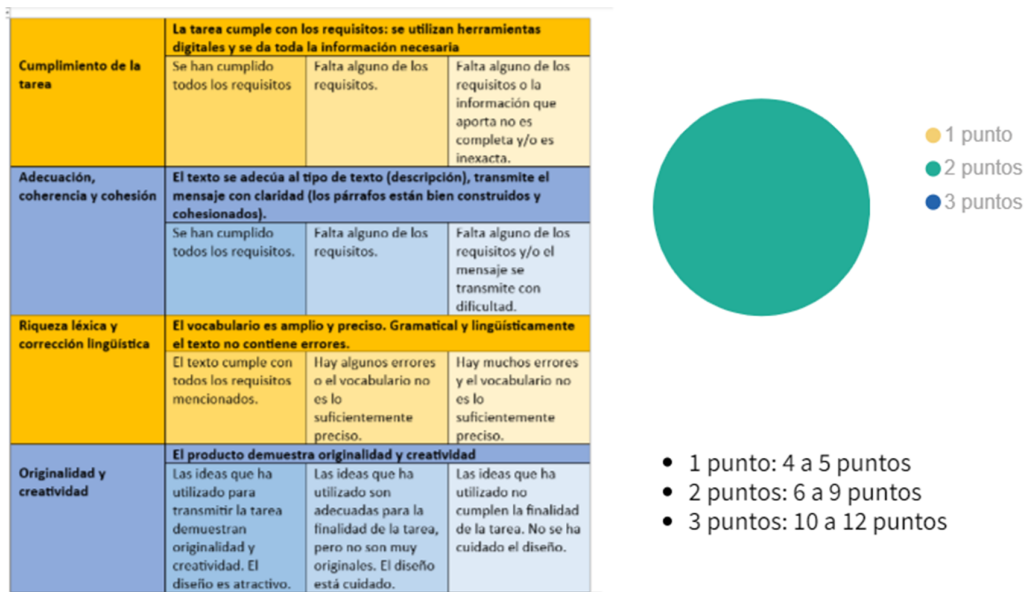 La tarea cumple con los requisitos: se utilizan herramientas
digitales y se da toda la información necesaria
Cumplimiento de la
tarea
Se han cumplido
todos los requisitos
Falta alguno de los
requisitos.
Falta alguno de los
requisitos o la
información que
aporta no es
completa y/o es
inexacta.
Adecuación,
coherencia y cohesión
El texto se adecúa al tipo de texto (descripción), transmite el
mensaje con claridad (los párrafos están bien construidos y
cohesionados).
Se han cumplido
todos los requisitos.
Falta alguno de los
requisitos.
Falta alguno de los
requisitos y/o el
mensaje se
transmite con
dificultad.
Riqueza léxica y
corrección lingüística
El vocabulario es amplio y preciso. Gramatical y lingüísticamente
el texto no contiene errores.
El texto cumple con
todos los requisitos
mencionados.
Hay algunos errores
o el vocabulario no
es lo
suficientemente
preciso.
Hay muchos errores
y el vocabulario no
es lo
suficientemente
preciso.
Originalidad y
creatividad
El producto demuestra originalidad y creatividad
Las ideas que ha
utilizado para
transmitir la tarea
demuestran
originalidad y
creatividad. El
diseño es atractivo.
Las ideas que ha
utilizado son
adecuadas para la
finalidad de la tarea,
pero no son muy
originales. El diseño
está cuidado.
Las ideas que ha
utilizado no
cumplen la finalidad
de la tarea. No se ha
cuidado el diseño.
1 punto
2 puntos
3 puntos
• 1 punto: 4 a 5 puntos
• 2 puntos: 6 a 9 puntos
• 3 puntos: 10 a 12 puntos